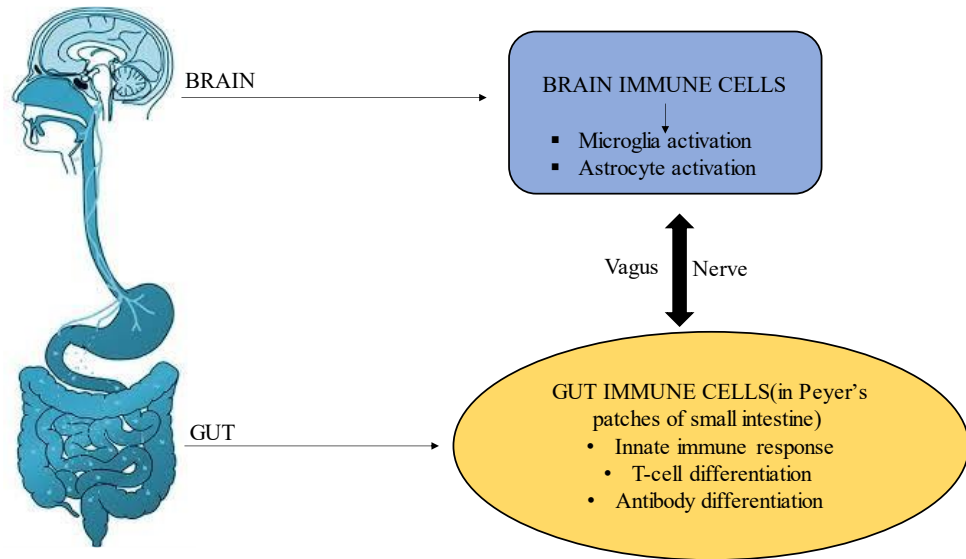 BRAIN
BRAIN IMMUNE CELLS
▪ Microglia activation
▪ Astrocyte activation
Vagus Nerve
GUT
GUT IMMUNE CELLS(in Peyer’s
patches of small intestine)
• Innate immune response
• T-cell differentiation
• Antibody differentiation